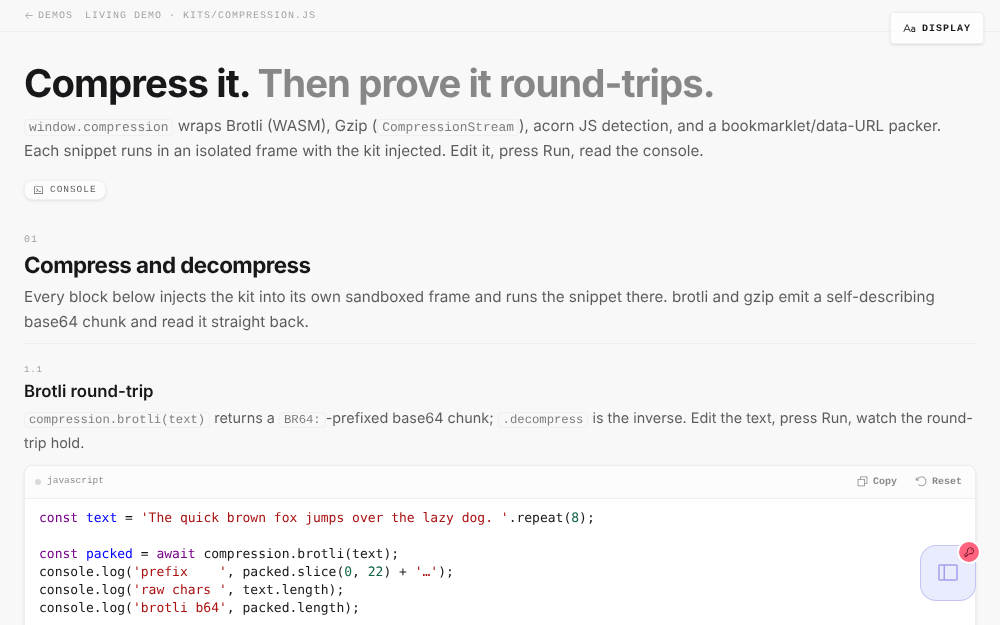 ← DEMOS LIVING DEMO · KITS/COMPRESSION.JS
Aa DISPLAY
Compress it. Then prove it round-trips.
window.compression wraps Brotli (WASM), Gzip ( CompressionStream ), acorn JS detection, and a bookmarklet/data-URL packer.
Each snippet runs in an isolated frame with the kit injected. Edit it, press Run, read the console.
CONSOLE
01
Compress and decompress
Every block below injects the kit into its own sandboxed frame and runs the snippet there. brotli and gzip emit a self-describing
base64 chunk and read it straight back.
1.1
Brotli round-trip
compression.brotli(text) returns a BR64: -prefixed base64 chunk; .decompress is the inverse. Edit the text, press Run, watch the round-
trip hold.
javascript Copy Reset
const text = 'The quick brown fox jumps over the lazy dog. '.repeat(8);
const packed = await compression.brotli(text);
console.log('prefix    ', packed.slice(0, 22) + '…');
console.log('raw chars ', text.length);
console.log('brotli b64', packed.length);